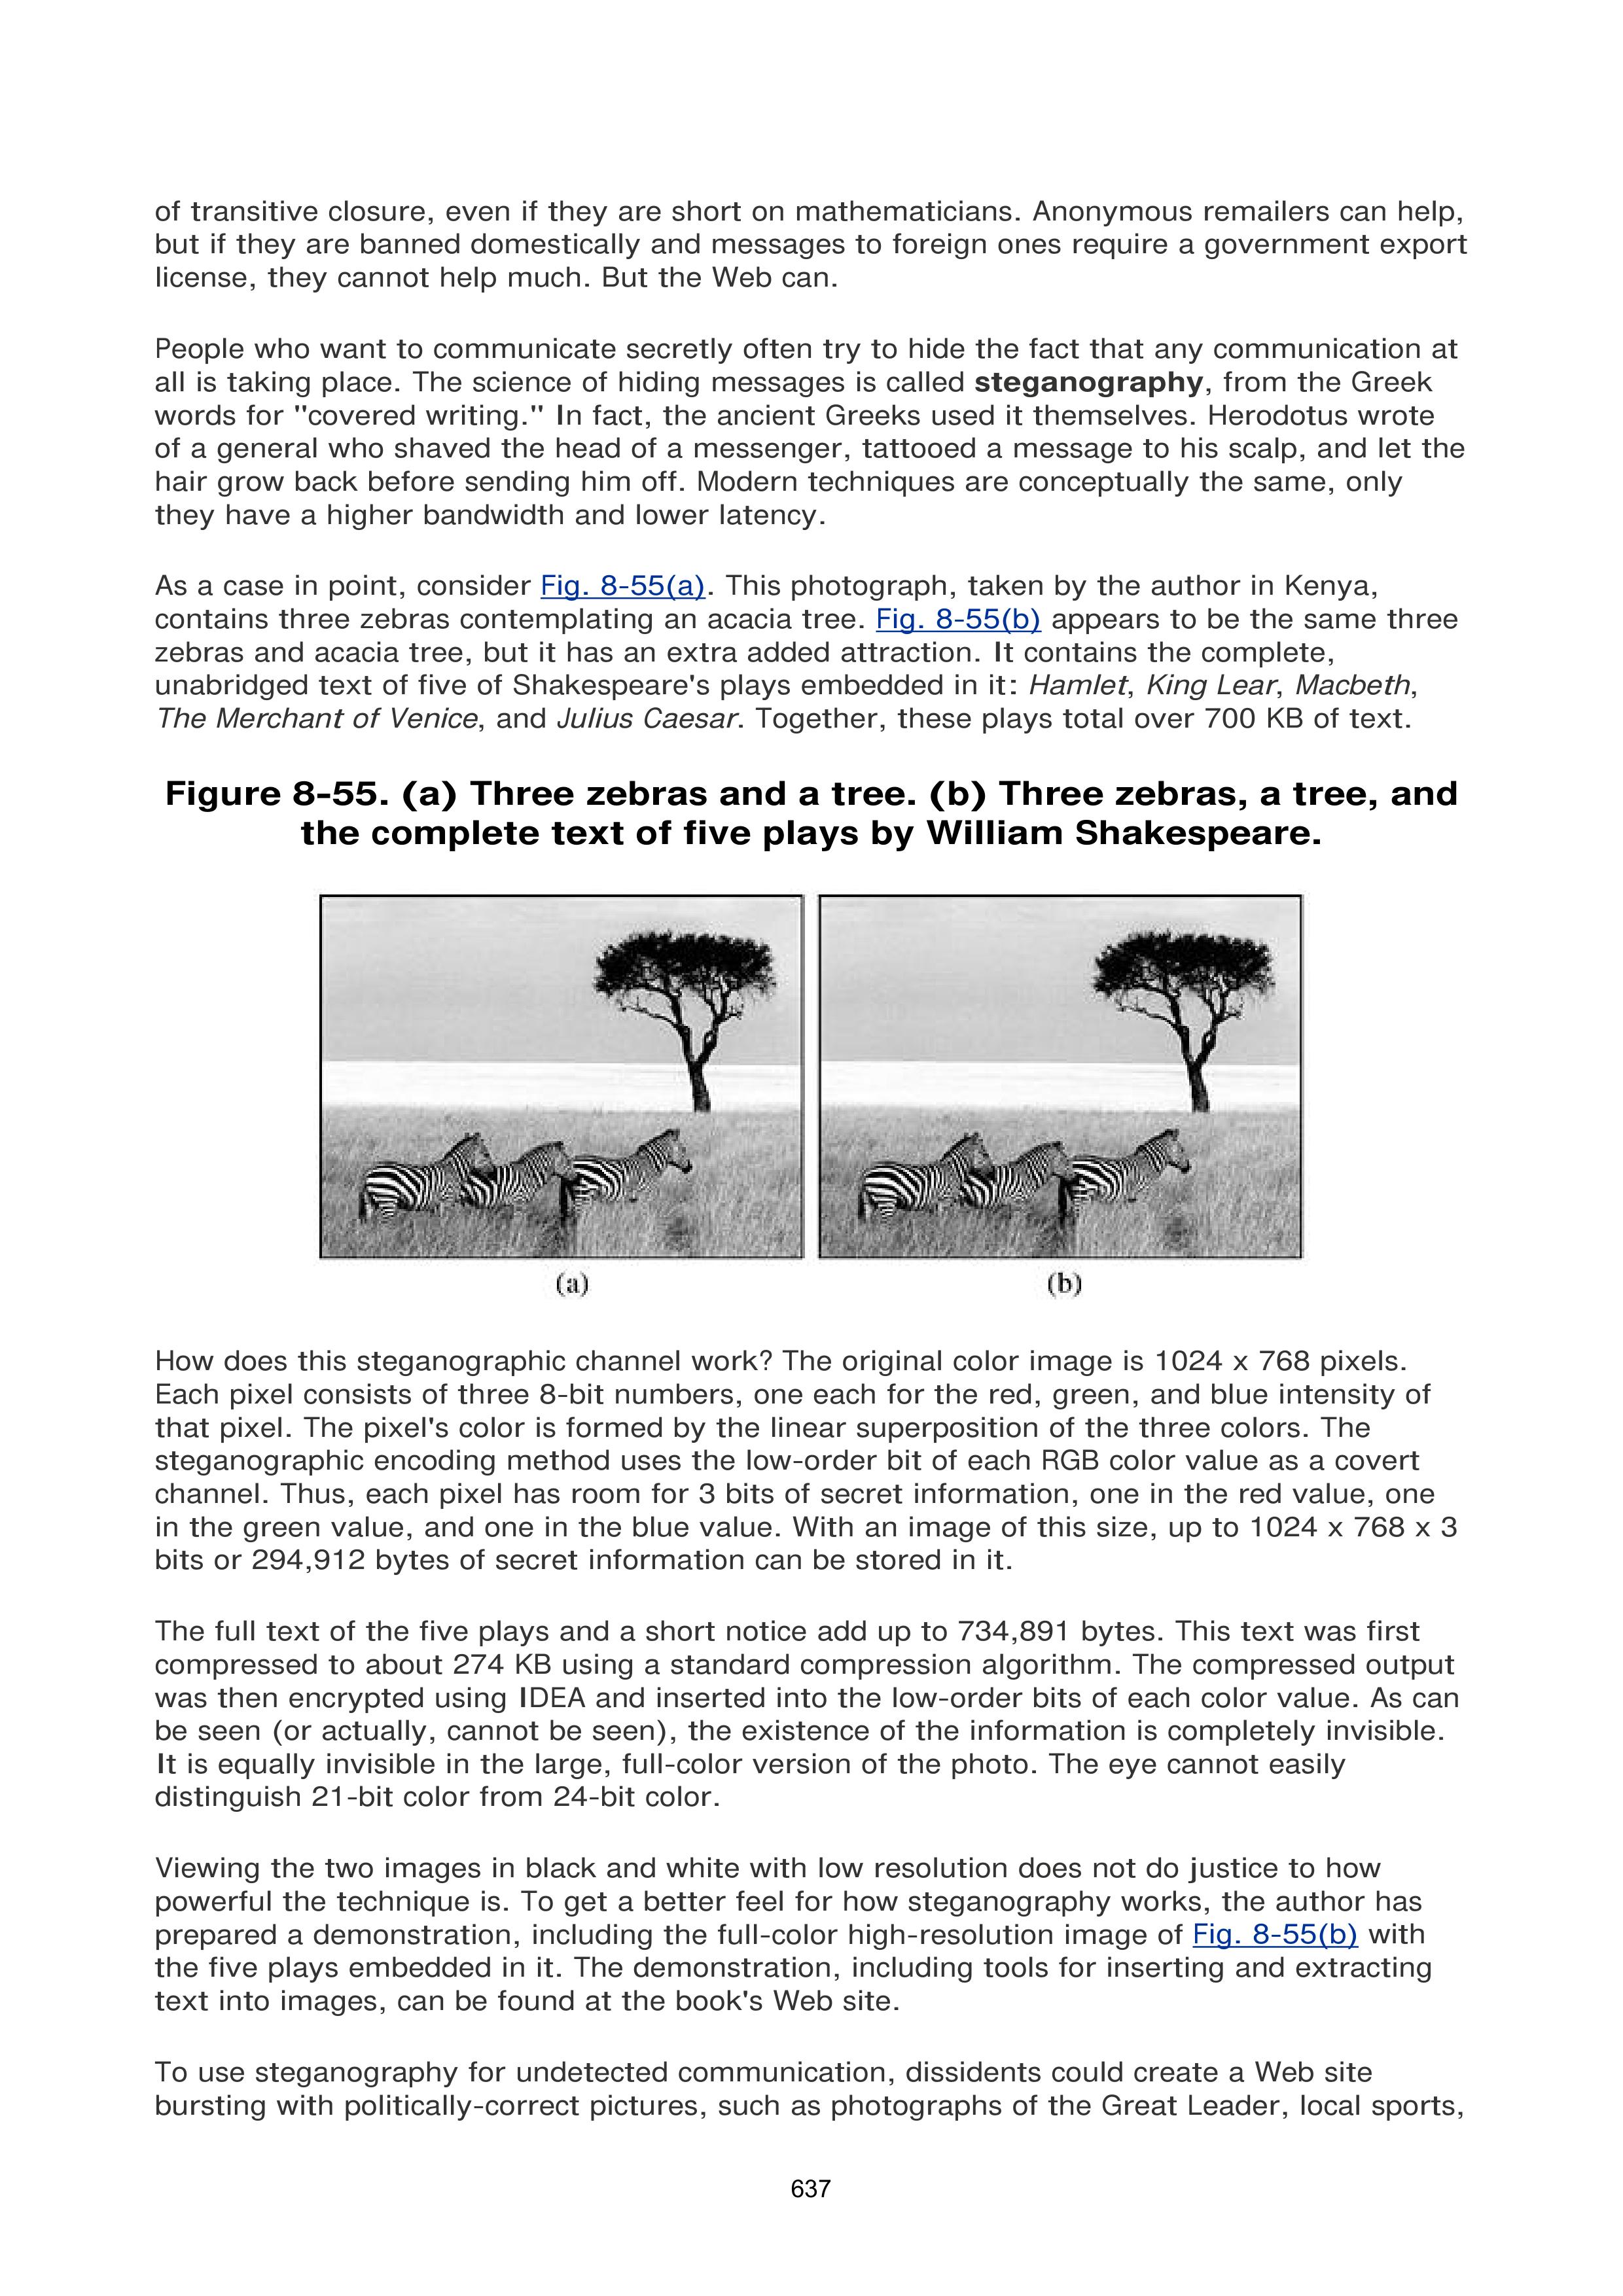 of transitive closure, even if they are short on mathematicians. Anonymous remailers can help,
but if they are banned domestically and messages to foreign ones require a government export
license, they cannot help much. But the Web can.
People who want to communicate secretly often try to hide the fact that any communication at
all is taking place. The science of hiding messages is called steganography, from the Greek
words for "covered writing." In fact, the ancient Greeks used it themselves. Herodotus wrote
of a general who shaved the head of a messenger, tattooed a message to his scalp, and let the
hair grow back before sending him off. Modern techniques are conceptually the same, only
they have a higher bandwidth and lower latency.
As a case in point, consider Fig. 8-55(a). This photograph, taken by the author in Kenya,
contains three zebras contemplating an acacia tree. Fig. 8-55(b) appears to be the same three
zebras and acacia tree, but it has an extra added attraction. It contains the complete,
unabridged text of five of Shakespeare's plays embedded in it: Hamlet, King Lear, Macbeth,
The Merchant of Venice, and Julius Caesar. Together, these plays total over 700 KB of text.
Figure 8-55. (a) Three zebras and a tree. (b) Three zebras, a tree, and
the complete text of five plays by William Shakespeare.
(a) (b)
How does this steganographic channel work? The original color image is 1024 x 768 pixels.
Each pixel consists of three 8-bit numbers, one each for the red, green, and blue intensity of
that pixel. The pixel's color is formed by the linear superposition of the three colors. The
steganographic encoding method uses the low-order bit of each RGB color value as a covert
channel. Thus, each pixel has room for 3 bits of secret information, one in the red value, one
in the green value, and one in the blue value. With an image of this size, up to 1024 x 768 x 3
bits or 294,912 bytes of secret information can be stored in it.
The full text of the five plays and a short notice add up to 734,891 bytes. This text was first
compressed to about 274 KB using a standard compression algorithm. The compressed output
was then encrypted using IDEA and inserted into the low-order bits of each color value. As can
be seen (or actually, cannot be seen), the existence of the information is completely invisible.
It is equally invisible in the large, full-color version of the photo. The eye cannot easily
distinguish 21-bit color from 24-bit color.
Viewing the two images in black and white with low resolution does not do justice to how
powerful the technique is. To get a better feel for how steganography works, the author has
prepared a demonstration, including the full-color high-resolution image of Fig. 8-55(b) with
the five plays embedded in it. The demonstration, including tools for inserting and extracting
text into images, can be found at the book's Web site.
To use steganography for undetected communication, dissidents could create a Web site
bursting with politically-correct pictures, such as photographs of the Great Leader, local sports,
637